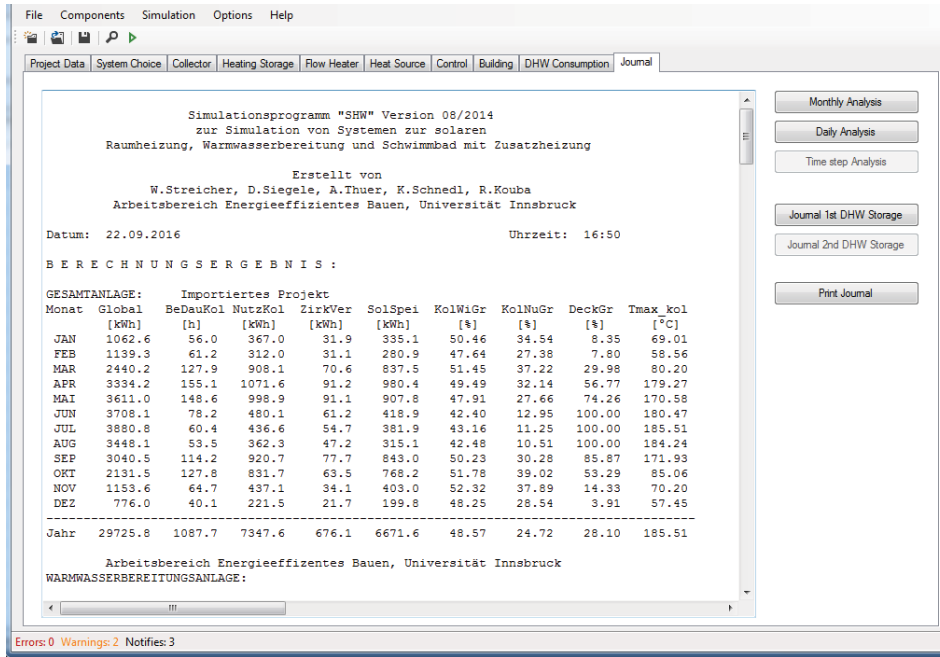 File Components Simulation Options Help
Project Data System Choice Collector Heating Storage Flow Heater Heat Source Control Building DHW Consumption Journal
Simulationsprogramm "SHW" Version 08/2014
zur Simulation von Systemen zur solaren
Raumheizung, Warmwasserbereitung und Schwimmbad mit Zusatzheizung
Erstellt von
W.Streicher, D.Siegele, A.Thuer, K.Schnedl, R.Kouba
Arbeitsbereich Energieeffizientes Bauen, Universität Innsbruck
Datum: 22.09.2016 Uhrzeit: 16:50
B E R E C H N U N G S E R G E B N I S :
GESAMTANLAGE: Importiertes Projekt
Monat Global BeDauKol NutzKol ZirkVer SolSpei KolWiGr KolNuGr DeckGr Tmax_kol
[kWh] [h] [kWh] [kWh] [kWh] [%] [%] [%] [°C]
JAN 1062.6 56.0 367.0 31.9 335.1 50.46 34.54 8.35 69.01
FEB 1139.3 61.2 312.0 31.1 280.9 47.64 27.38 7.80 58.56
MAR 2440.2 127.9 908.1 70.6 837.5 51.45 37.22 29.98 80.20
APR 3334.2 155.1 1071.6 91.2 980.4 49.49 32.14 56.77 179.27
MAI 3611.0 148.6 998.9 91.1 907.8 47.91 27.66 74.26 170.58
JUN 3708.1 78.2 480.1 61.2 418.9 42.40 12.95 100.00 180.47
JUL 3880.8 60.4 436.6 54.7 381.9 43.16 11.25 100.00 185.51
AUG 3448.1 53.5 362.3 47.2 315.1 42.48 10.51 100.00 184.24
SEP 3040.5 114.2 920.7 77.7 843.0 50.23 30.28 85.87 171.93
OKT 2131.5 127.8 831.7 63.5 768.2 51.78 39.02 53.29 85.06
NOV 1153.6 64.7 437.1 34.1 403.0 52.32 37.89 14.33 70.20
DEZ 776.0 40.1 221.5 21.7 199.8 48.25 28.54 3.91 57.45
Jahr 29725.8 1087.7 7347.6 676.1 6671.6 48.57 24.72 28.10 185.51
Arbeitsbereich Energieeffizentes Bauen, Universität Innsbruck
WARMWASSERBEREITUNGSANLAGE:
Monthly Analysis
Daily Analysis
Time step Analysis
Journal 1st DHW Storage
Journal 2nd DHW Storage
Print Journal
Errors: 0 Warnings: 2 Notifies: 3